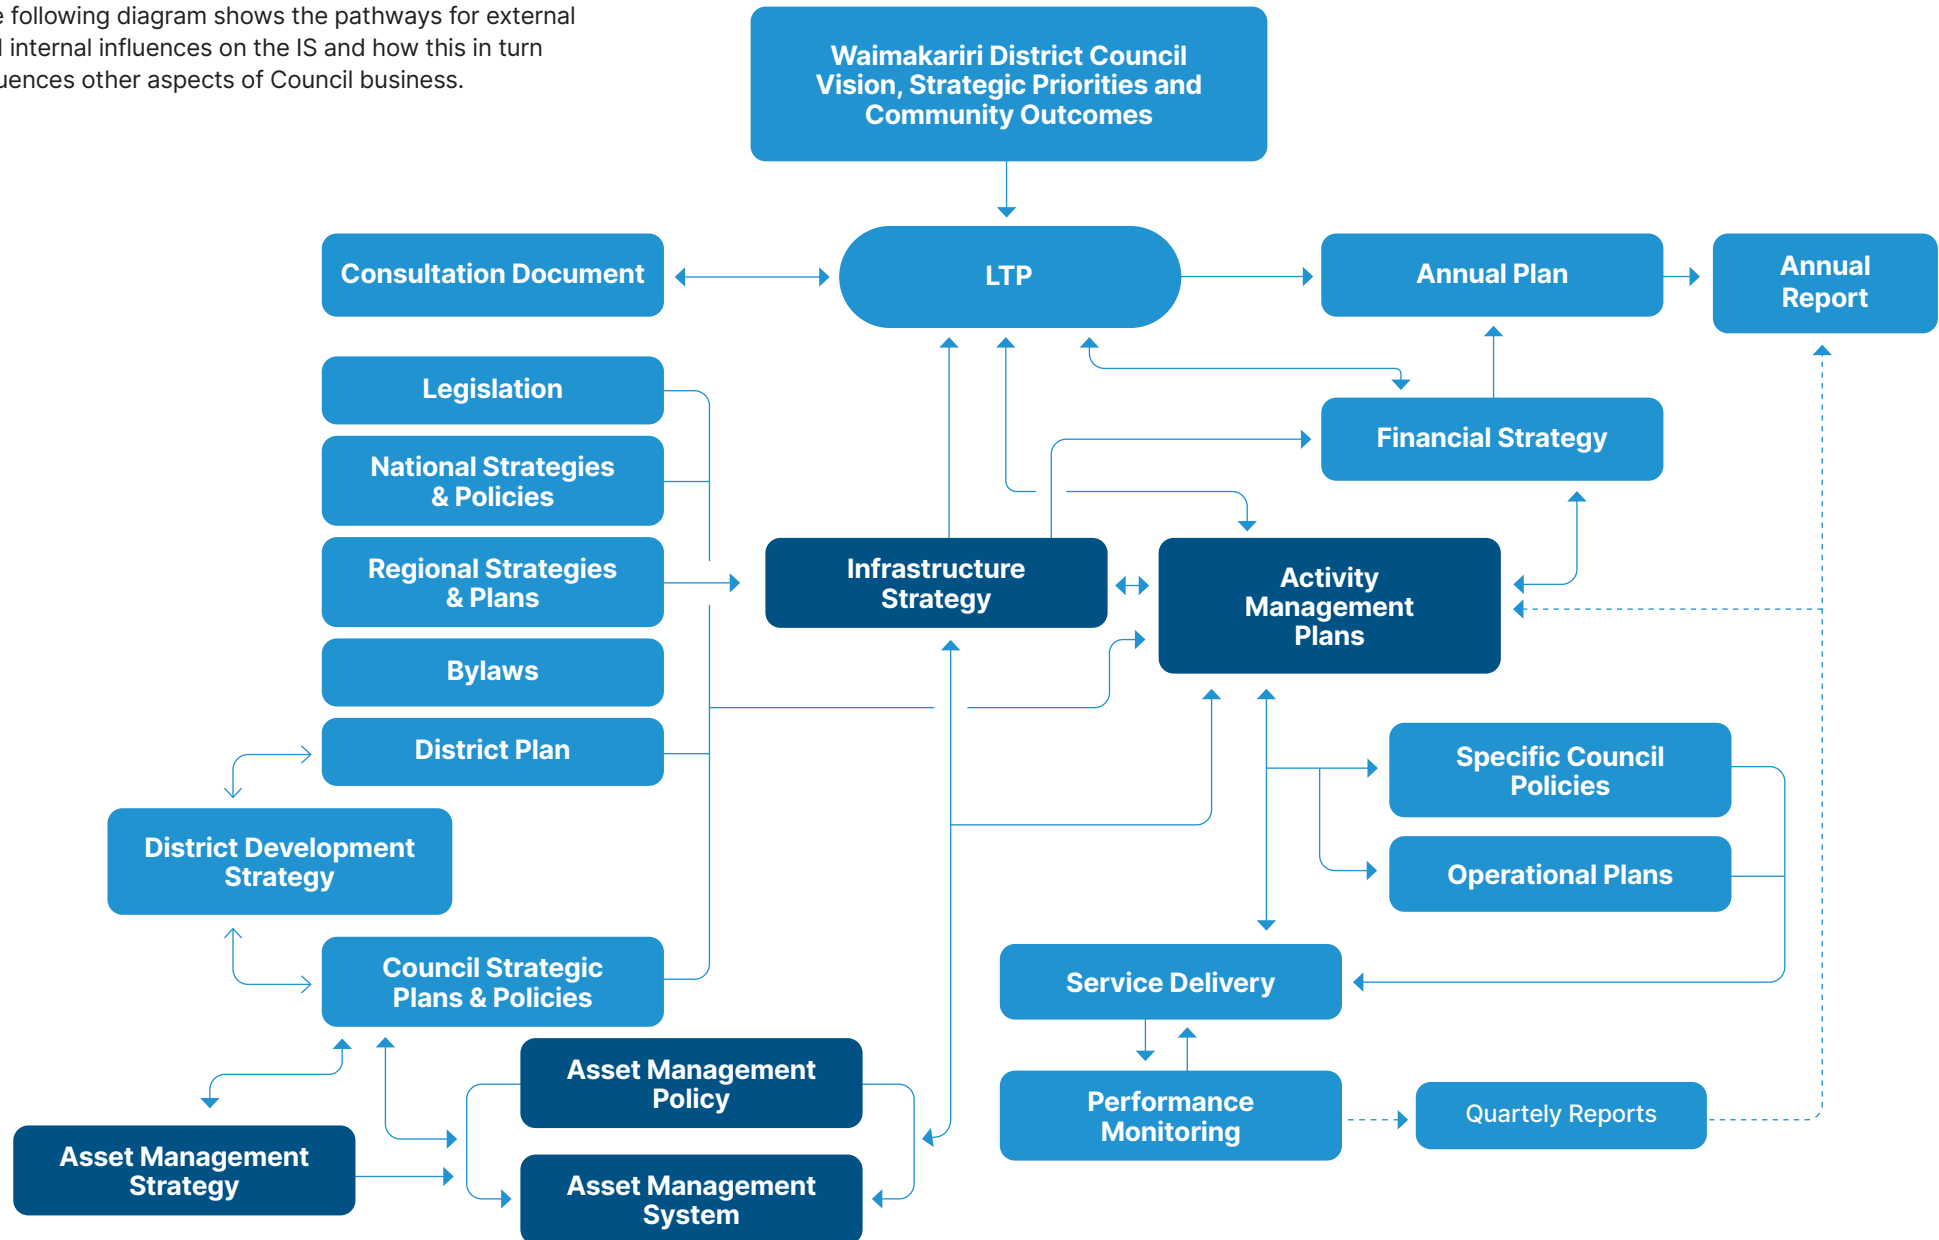 following diagram shows the pathways for external
internal influences on the IS and how this in turn
other aspects of Council business.
Waimakariri District Council
Vision, Strategic Priorities and
Community Outcomes
Consultation Document
LTP
Annual Plan
Annual
Report
Legislation
National Strategies
& Policies
Financial Strategy
Regional Strategies
& Plans
Infrastructure
Strategy
Activity
Management
Plans
Bylaws
District Plan
Specific Council
Policies
District Development
Strategy
Operational Plans
Council Strategic
Plans & Policies
Service Delivery
Asset Management
Policy
Performance
Monitoring
Quartely Reports
Asset Management
Strategy
Asset Management
System